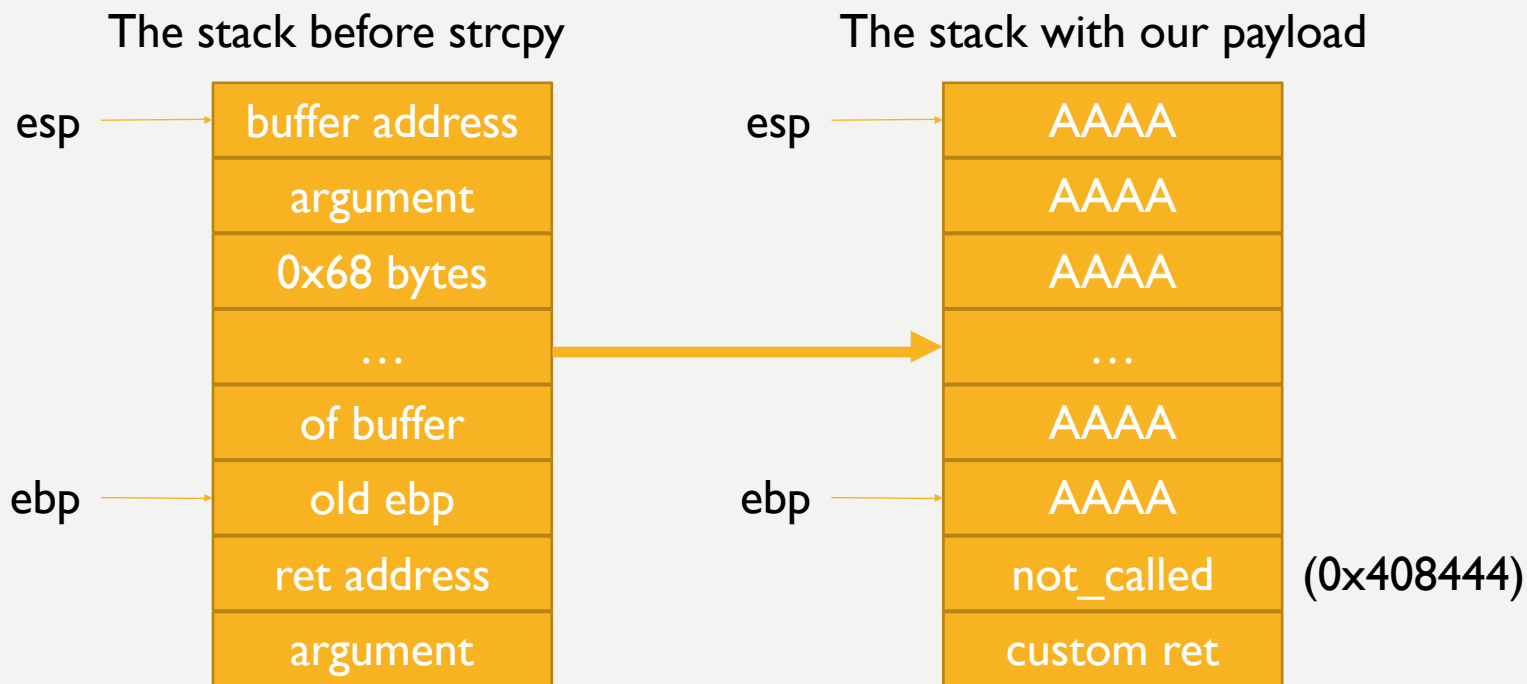 The stack before strcpy
esp
buffer address
argument
0x68 bytes
…
of buffer
ebp
old ebp
ret address
argument
The stack with our payload
esp
AAAA
AAAA
AAAA
…
AAAA
ebp
AAAA
not_called
(0x408444)
custom ret